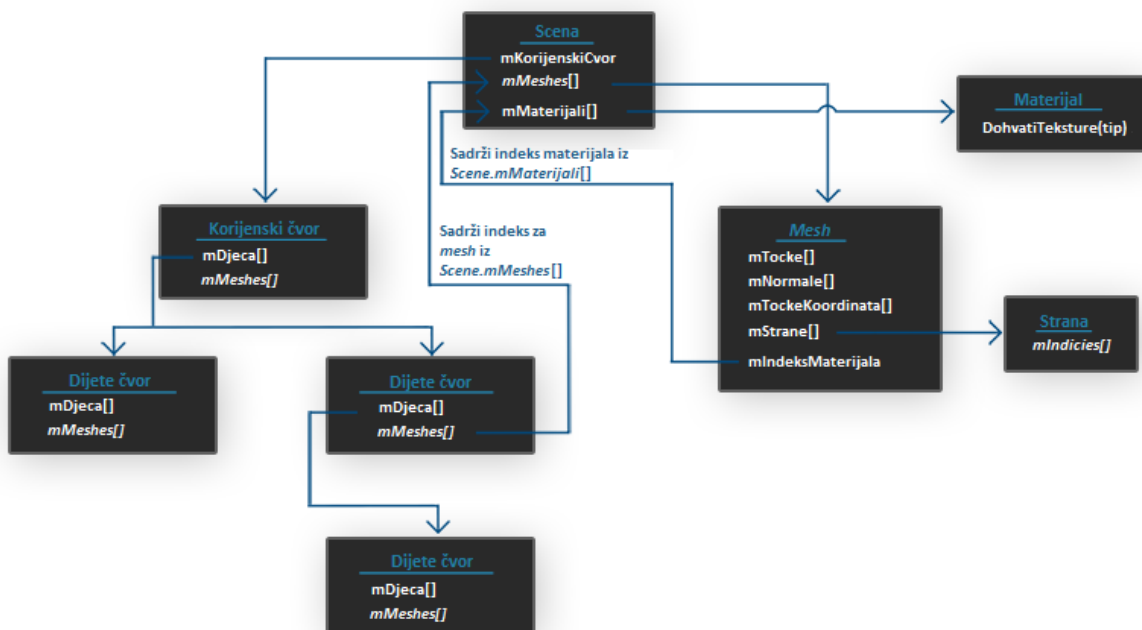 Scena
mKorijenskiCvor
mMeshes[]
mMaterijali[]
Materijal
DohvatiTeksture(tip)
Sadrži indeks materijala iz
Scene.mMaterijali[]
Korijenski čvor
mDjeca[]
mMeshes[]
Sadrži indeks za
mesh iz
Scene.mMeshes[]
Mesh
mTocke[]
mNormale[]
mTockeKoordinata[]
mStrane[]
mIndeksMaterijala
Strana
mIndicies[]
Dijete čvor
mDjeca[]
mMeshes[]
Dijete čvor
mDjeca[]
mMeshes[]
Dijete čvor
mDjeca[]
mMeshes[]